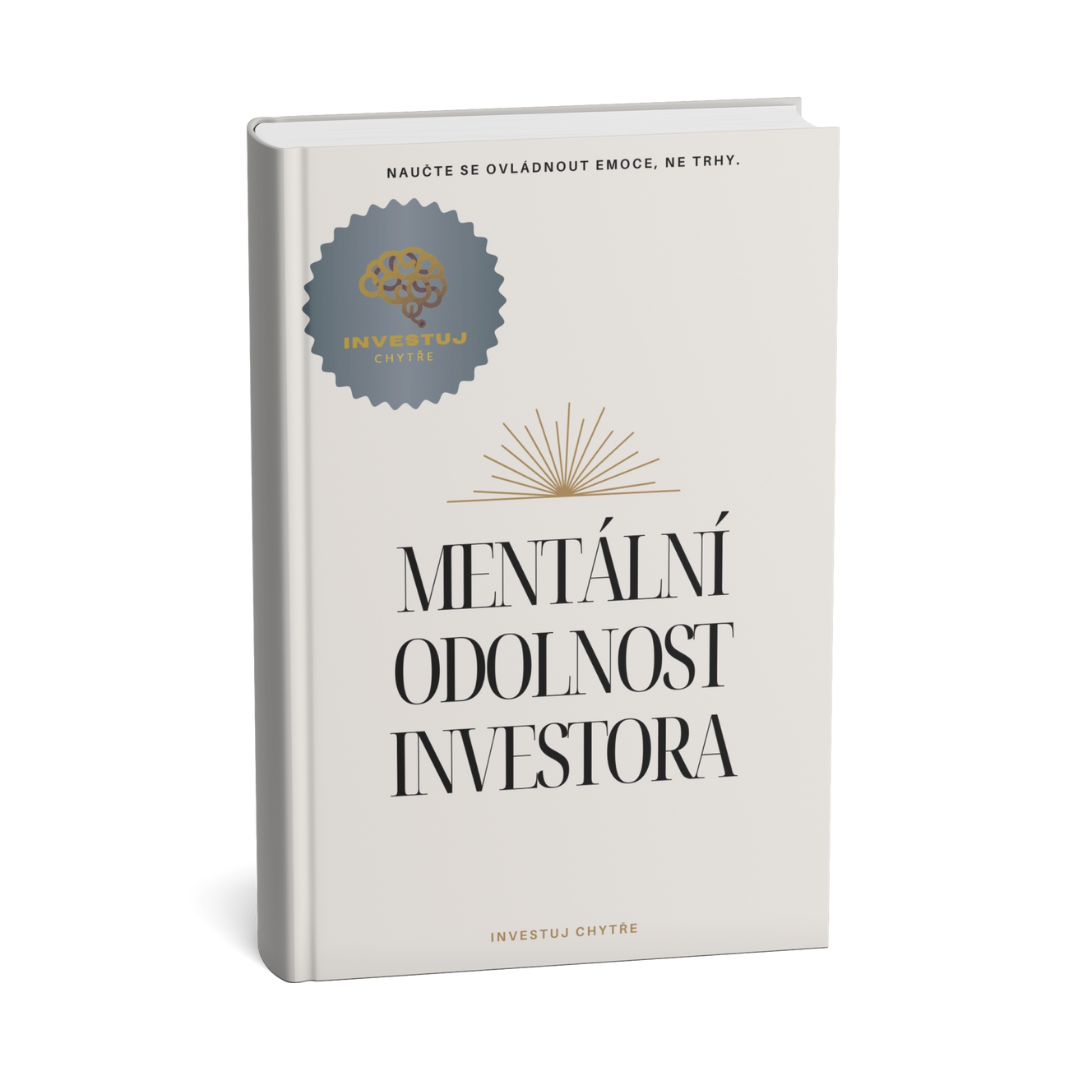 NAUČTE SE OVLÁDNOUT EMOCE, NE TRHY.
INVESTUJ
CHYTŘE
MENTÁLNÍ
ODOLNOST
INVESTORA
INVESTUJ CHYTŘE